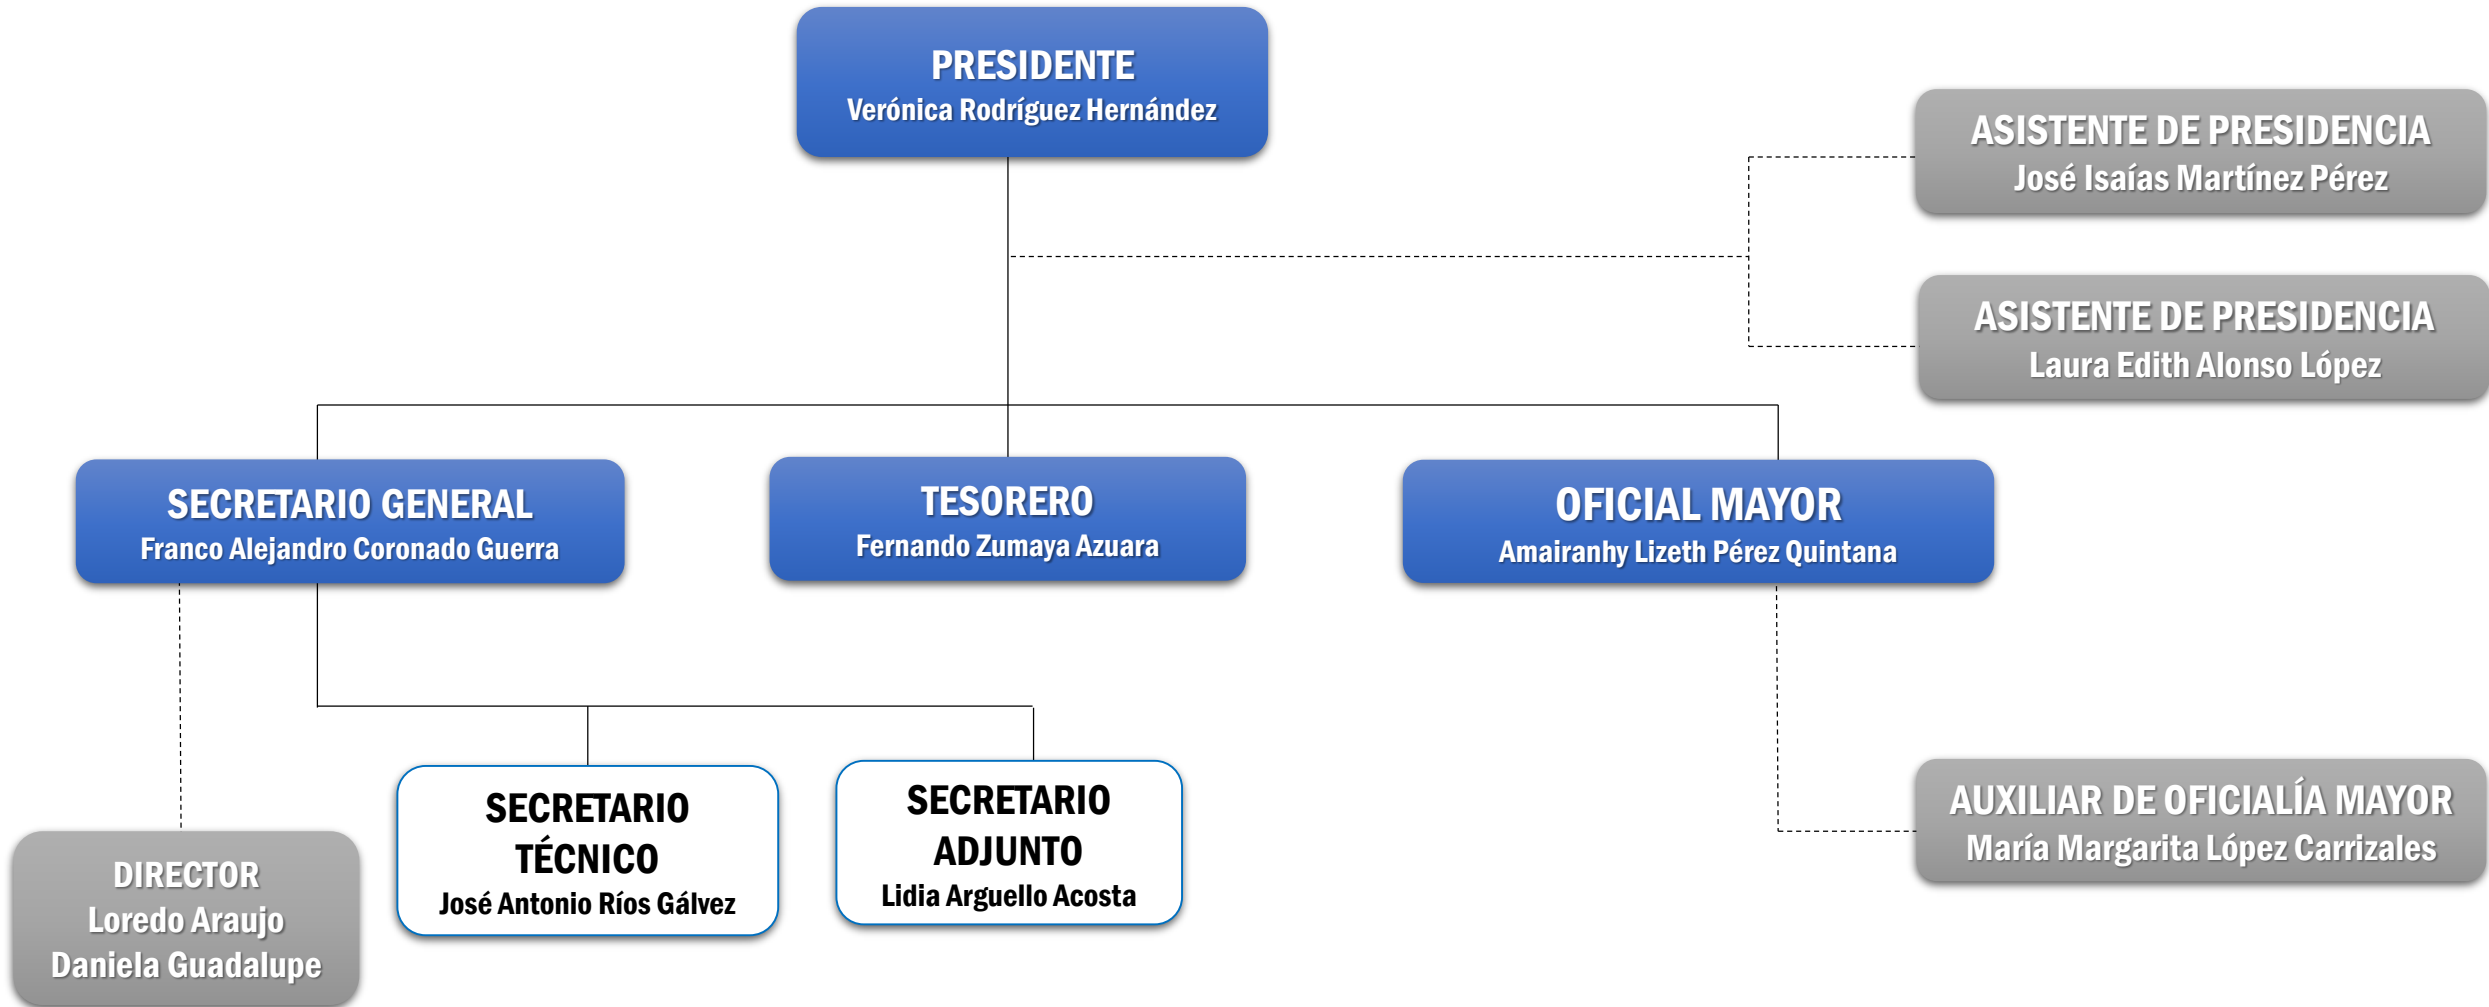 PRESIDENTE
Verónica Rodríguez Hernández
ASISTENTE DE PRESIDENCIA
José Isaías Martínez Pérez
ASISTENTE DE PRESIDENCIA
Laura Edith Alonso López
SECRETARIO GENERAL
Franco Alejandro Coronado Guerra
TESORERO
Fernando Zumaya Azuara
OFICIAL MAYOR
Amairanhy Lizeth Pérez Quintana
DIRECTOR
Loredo Araujo
Daniela Guadalupe
SECRETARIO
TÉCNICO
José Antonio Ríos Gálvez
SECRETARIO
ADJUNTO
Lidia Arguello Acosta
AUXILIAR DE OFICIALÍA MAYOR
María Margarita López Carrizales